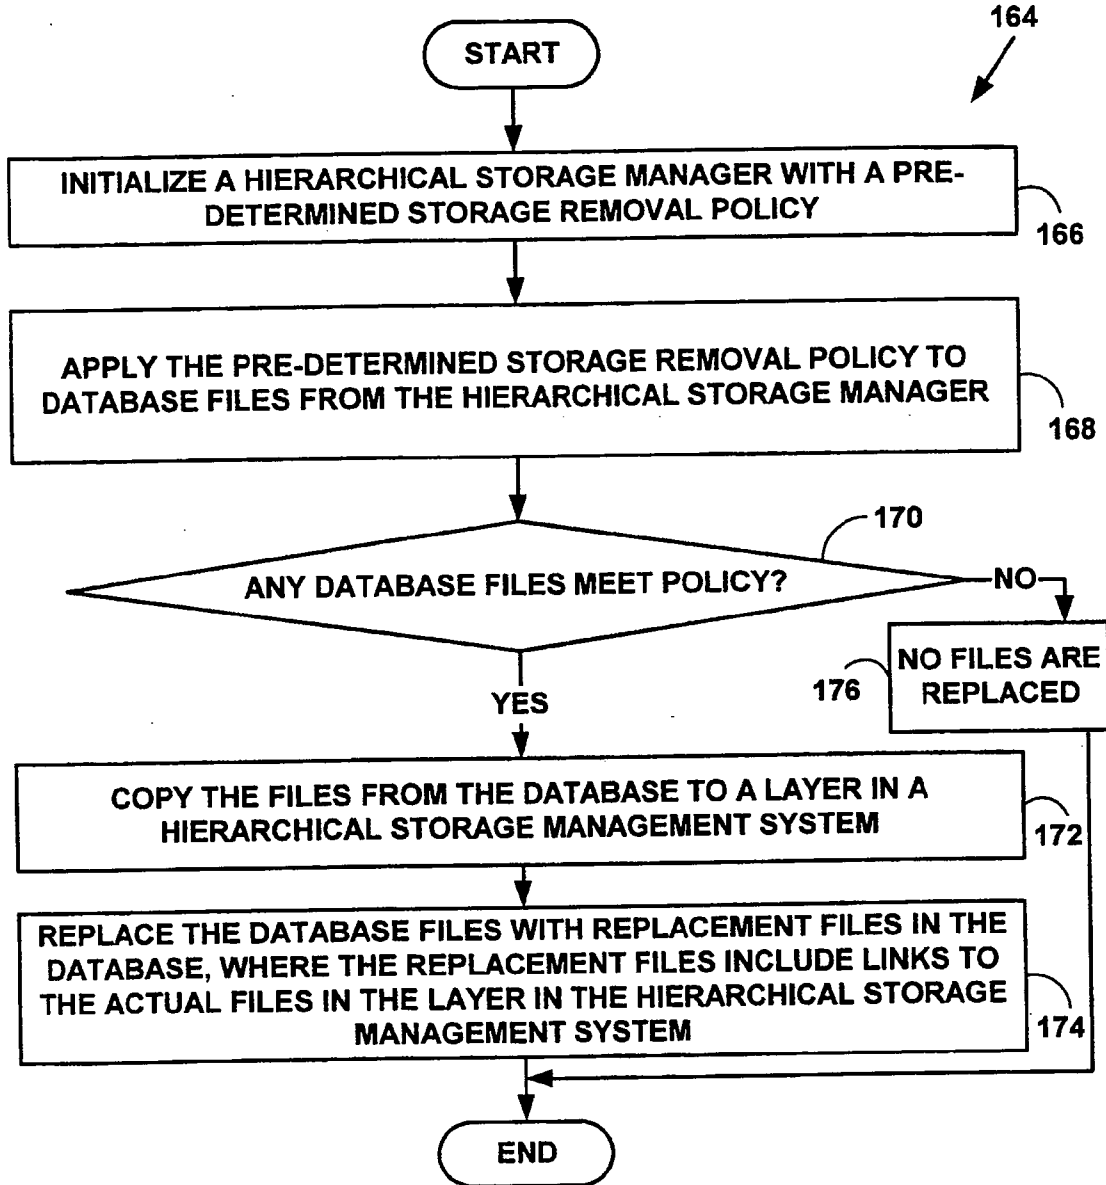 164
START
INITIALIZE A HIERARCHICAL STORAGE MANAGER WITH A PRE-
DETERMINED STORAGE REMOVAL POLICY
166
APPLY THE PRE-DETERMINED STORAGE REMOVAL POLICY TO
DATABASE FILES FROM THE HIERARCHICAL STORAGE MANAGER
168
170
ANY DATABASE FILES MEET POLICY?
NO
NO FILES ARE
REPLACED
176
YES
COPY THE FILES FROM THE DATABASE TO A LAYER IN A
HIERARCHICAL STORAGE MANAGEMENT SYSTEM
172
REPLACE THE DATABASE FILES WITH REPLACEMENT FILES IN THE
DATABASE, WHERE THE REPLACEMENT FILES INCLUDE LINKS TO
THE ACTUAL FILES IN THE LAYER IN THE HIERARCHICAL STORAGE
MANAGEMENT SYSTEM
174
END